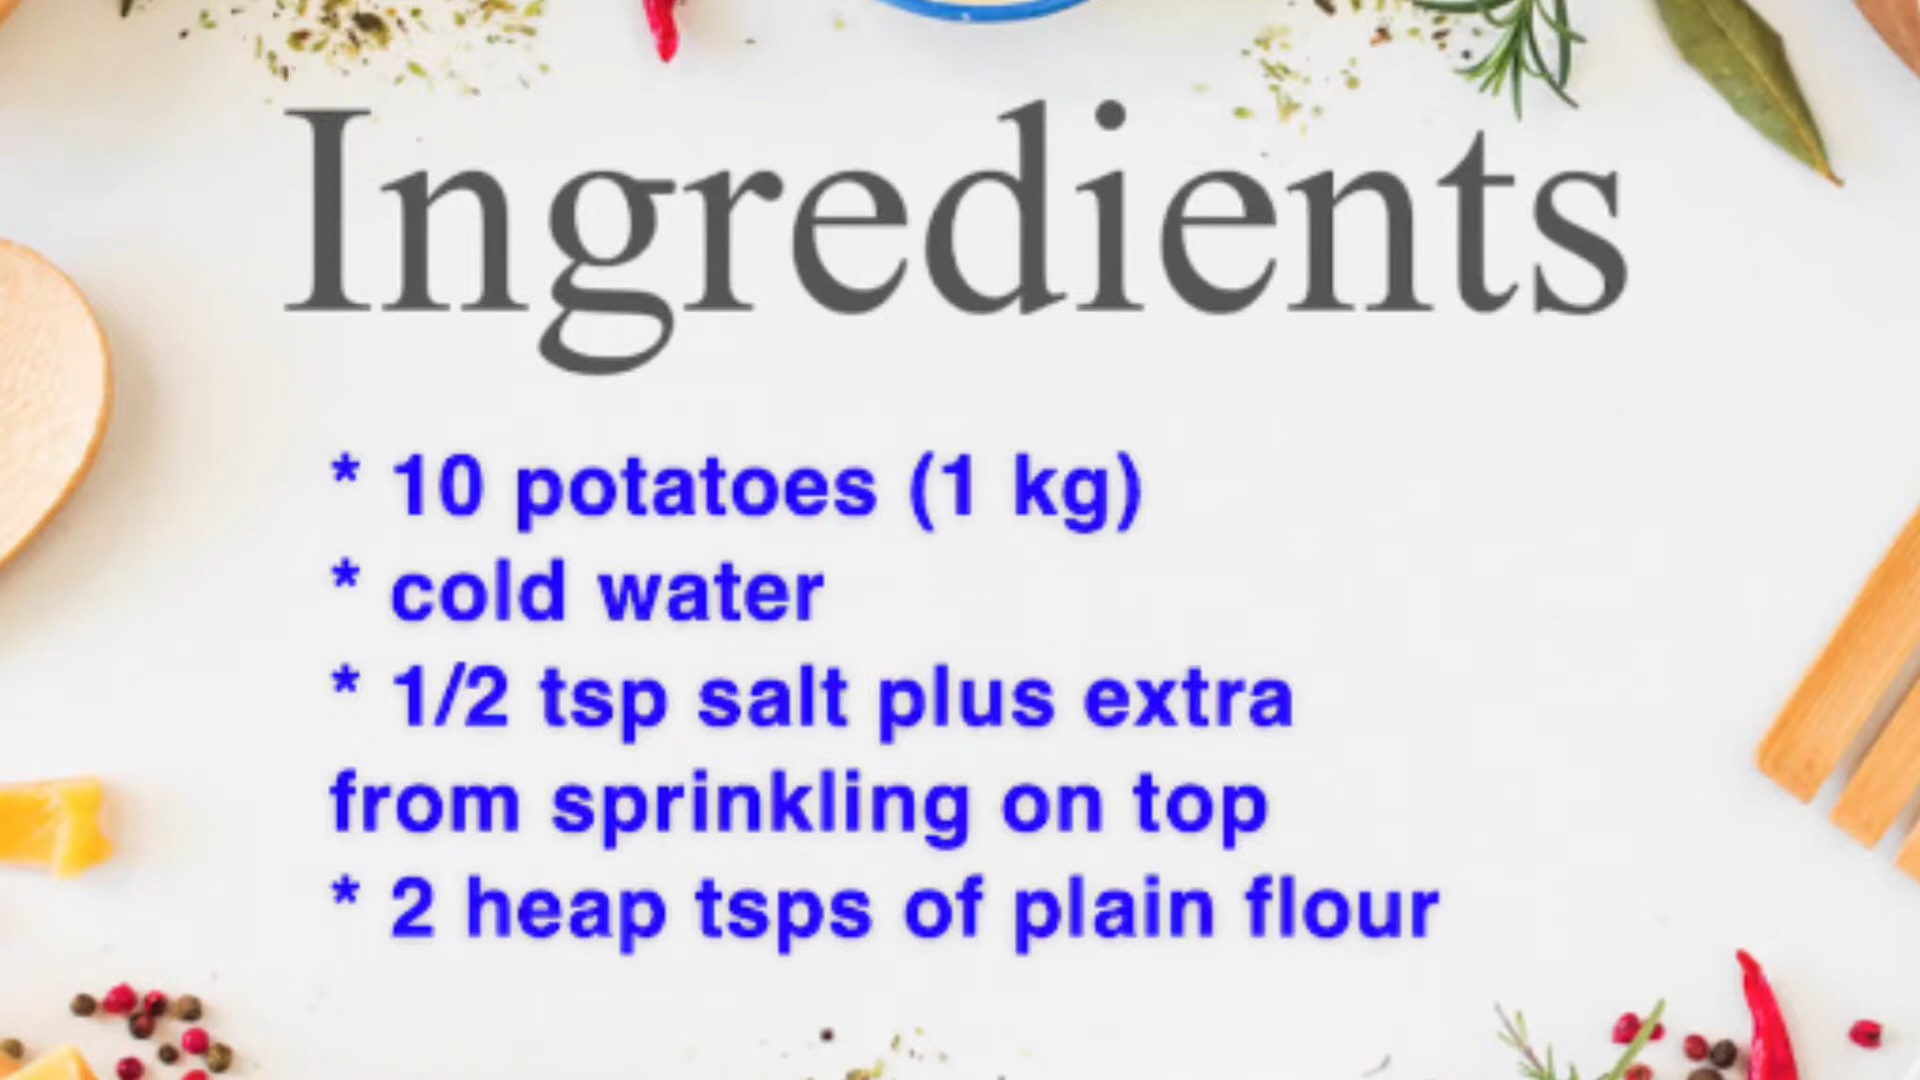 Ingredients
* 10 potatoes (1 kg)
* cold water
* 1/2 tsp salt plus extra
from sprinkling on top
* 2 heap tsps of plain flour